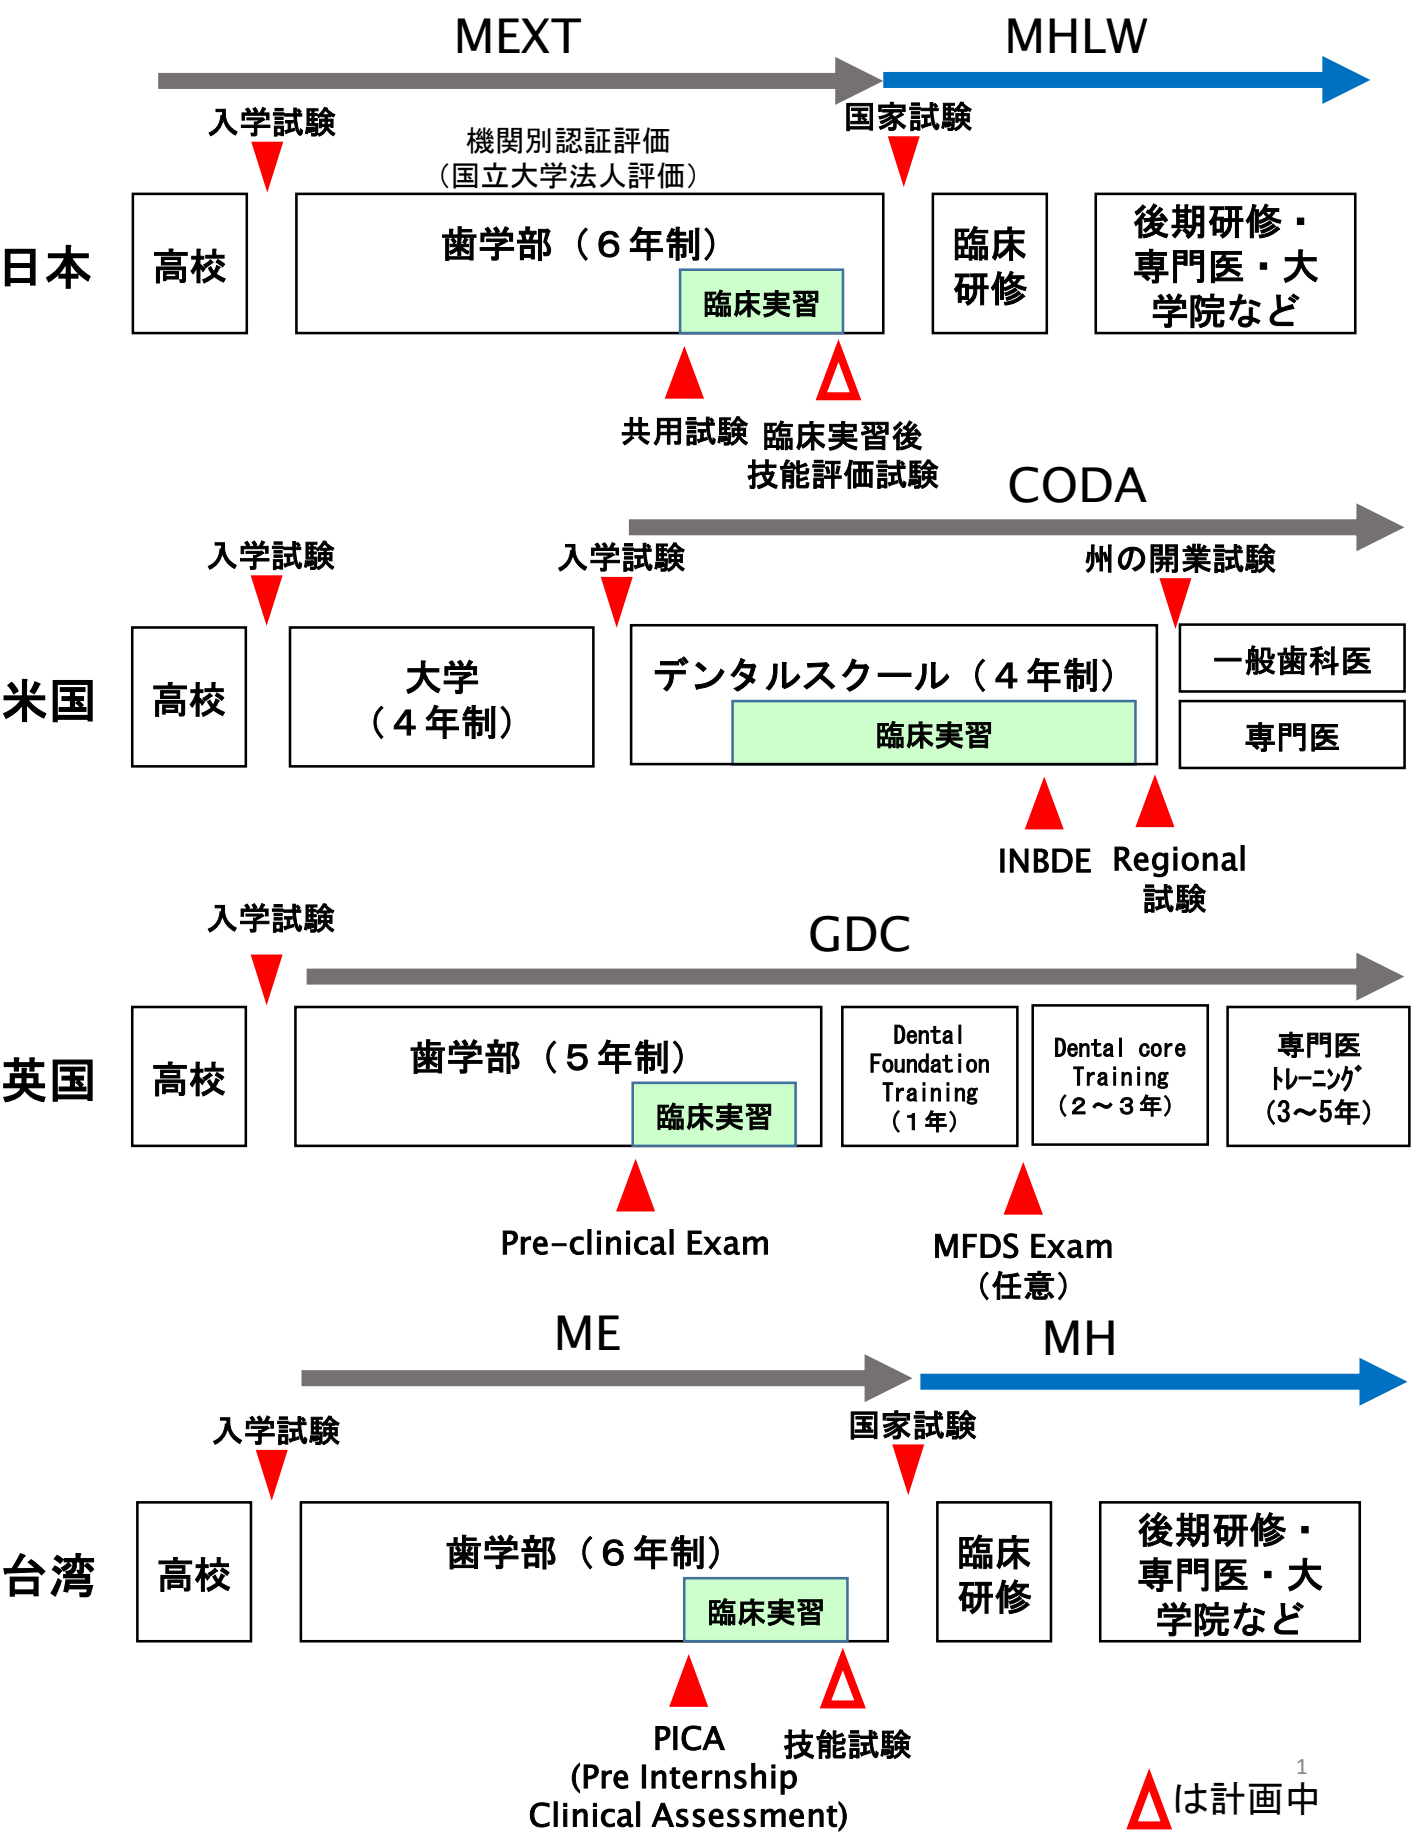 MEXT
MHLW
入学試験
機関別認証評価
（国立大学法人評価）
国家試験
日本
高校
歯学部（６年制）
臨床実習
臨床
研修
後期研修・
専門医・大
学院など
共用試験
臨床実習後
技能評価試験
CODA
入学試験
入学試験
州の開業試験
米国
高校
大学
（４年制）
デンタルスクール（４年制）
臨床実習
一般歯科医
専門医
INBDE
Regional
試験
入学試験
GDC
英国
高校
歯学部（５年制）
臨床実習
Dental
Foundation
Training
（１年）
Dental core
Training
（２～３年）
専門医
ﾄﾚｰﾆﾝｸﾞ
（3～5年）
Pre-clinical Exam
MFDS Exam
（任意）
ME
MH
入学試験
国家試験
台湾
高校
歯学部（６年制）
臨床実習
臨床
研修
後期研修・
専門医・大
学院など
PICA
(Pre Internship
Clinical Assessment)
技能試験
1
は計画中